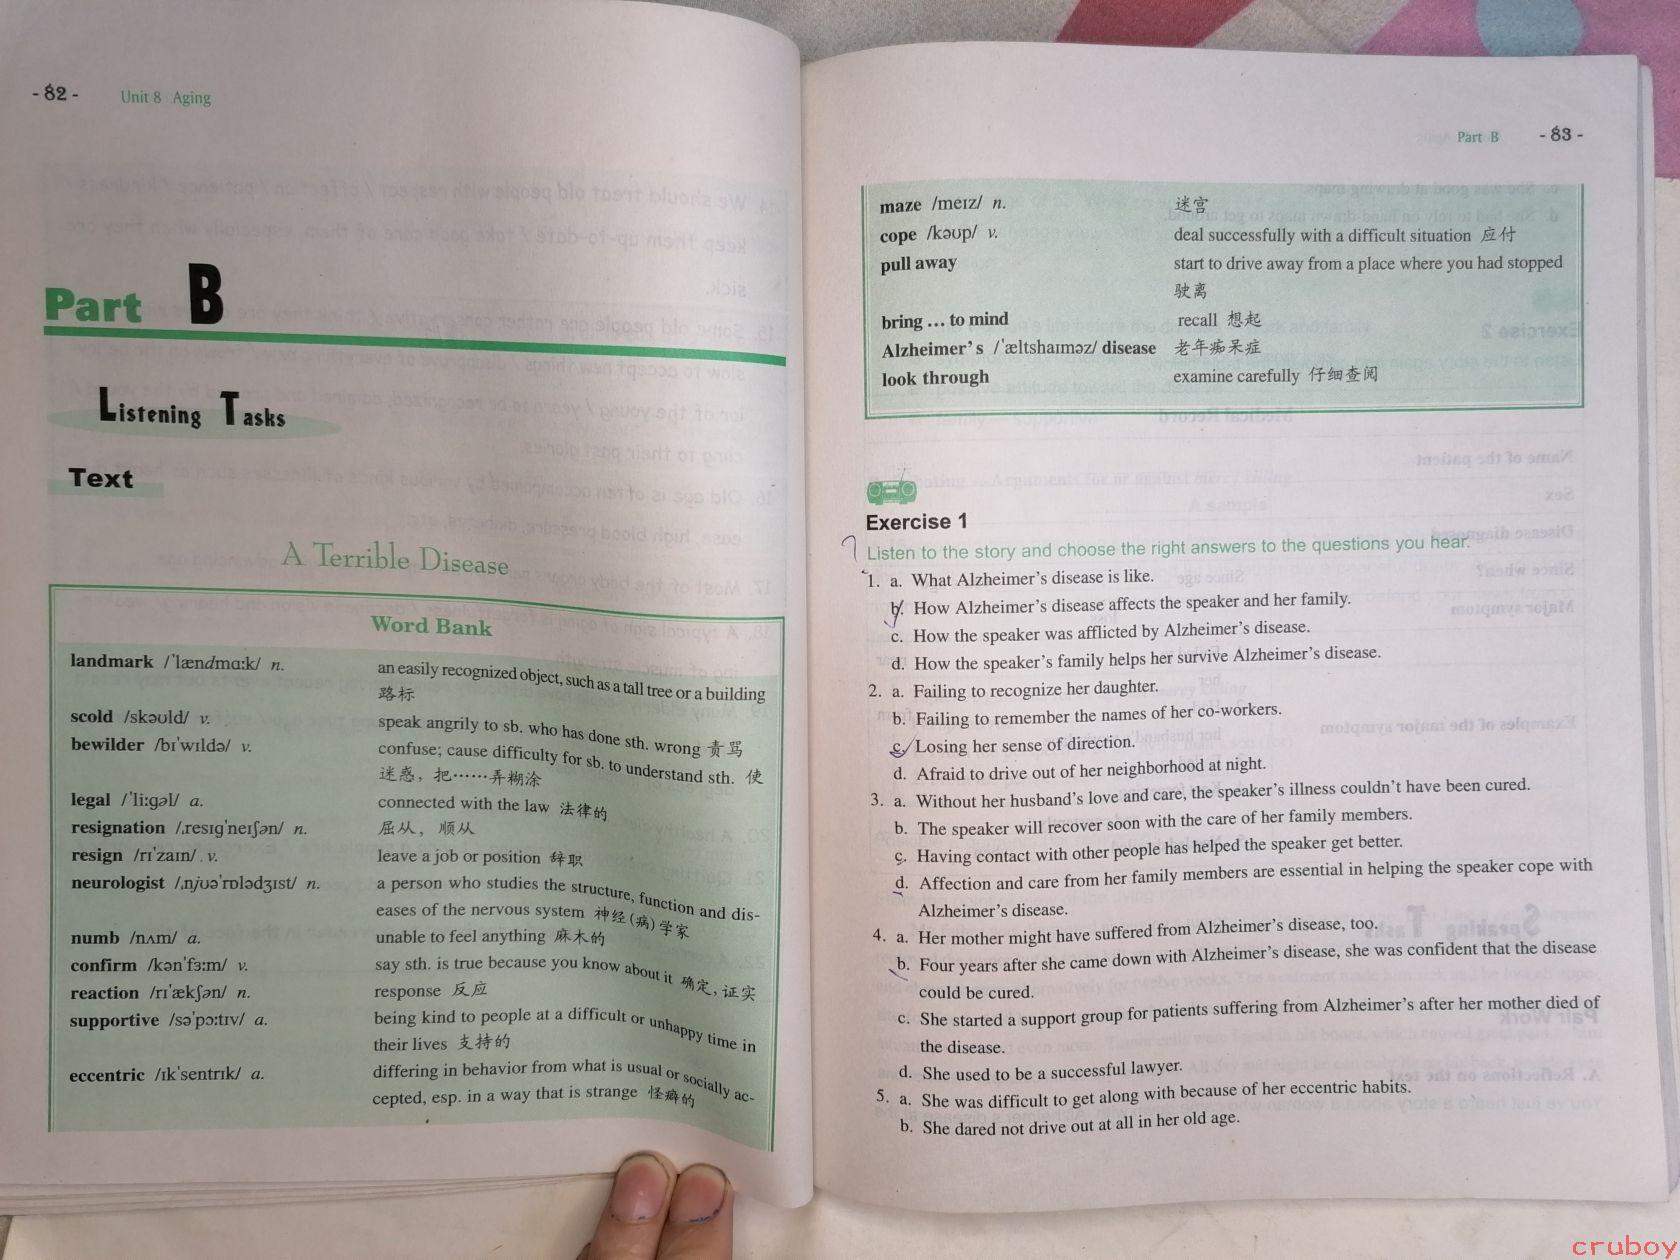 - 82 -
Unit 8 Aging
Part B
Listening Tasks
Text
A Terrible Disease
Word Bank
landmark /ˈlændmɑːk/ n. an easily recognized object, such as a tall tree or a building
路标
scold /skəʊld/ v. speak angrily to sb. who has done sth. wrong 责骂
bewilder /bɪˈwɪldə/ v. confuse; cause difficulty for sb. to understand sth. 使
迷惑，把……弄糊涂
legal /ˈliːɡəl/ a. connected with the law 法律的
resignation /ˌresɪɡˈneɪʃən/ n. 屈从，顺从
resign /rɪˈzaɪn/ v. leave a job or position 辞职
neurologist /ˌnjʊəˈrɒlədʒɪst/ n. a person who studies the structure, function and dis-
eases of the nervous system 神经(病)学家
numb /nʌm/ a. unable to feel anything 麻木的
confirm /kənˈfɜːm/ v. say sth. is true because you know about it 确定，证实
reaction /rɪˈækʃən/ n. response 反应
supportive /səˈpɔːtɪv/ a. being kind to people at a difficult or unhappy time in
their lives 支持的
eccentric /ɪkˈsentrɪk/ a. differing in behavior from what is usual or socially ac-
cepted, esp. in a way that is strange 怪癖的
Part B
- 83 -
maze /meɪz/ n. 迷宫
cope /kəʊp/ v. deal successfully with a difficult situation 应付
pull away start to drive away from a place where you had stopped
驶离
bring … to mind recall 想起
Alzheimer's /ˈæltshaɪməz/ disease 老年痴呆症
look through examine carefully 仔细查阅
Exercise 1
Listen to the story and choose the right answers to the questions you hear.
1. a. What Alzheimer's disease is like.
b. How Alzheimer's disease affects the speaker and her family.
c. How the speaker was afflicted by Alzheimer's disease.
d. How the speaker's family helps her survive Alzheimer's disease.
2. a. Failing to recognize her daughter.
b. Failing to remember the names of her co-workers.
c. Losing her sense of direction.
d. Afraid to drive out of her neighborhood at night.
3. a. Without her husband's love and care, the speaker's illness couldn't have been cured.
b. The speaker will recover soon with the care of her family members.
c. Having contact with other people has helped the speaker get better.
d. Affection and care from her family members are essential in helping the speaker cope with
Alzheimer's disease.
4. a. Her mother might have suffered from Alzheimer's disease, too.
b. Four years after she came down with Alzheimer's disease, she was confident that the disease
could be cured.
c. She started a support group for patients suffering from Alzheimer's after her mother died of
the disease.
d. She used to be a successful lawyer.
5. a. She was difficult to get along with because of her eccentric habits.
b. She dared not drive out at all in her old age.
cruboy